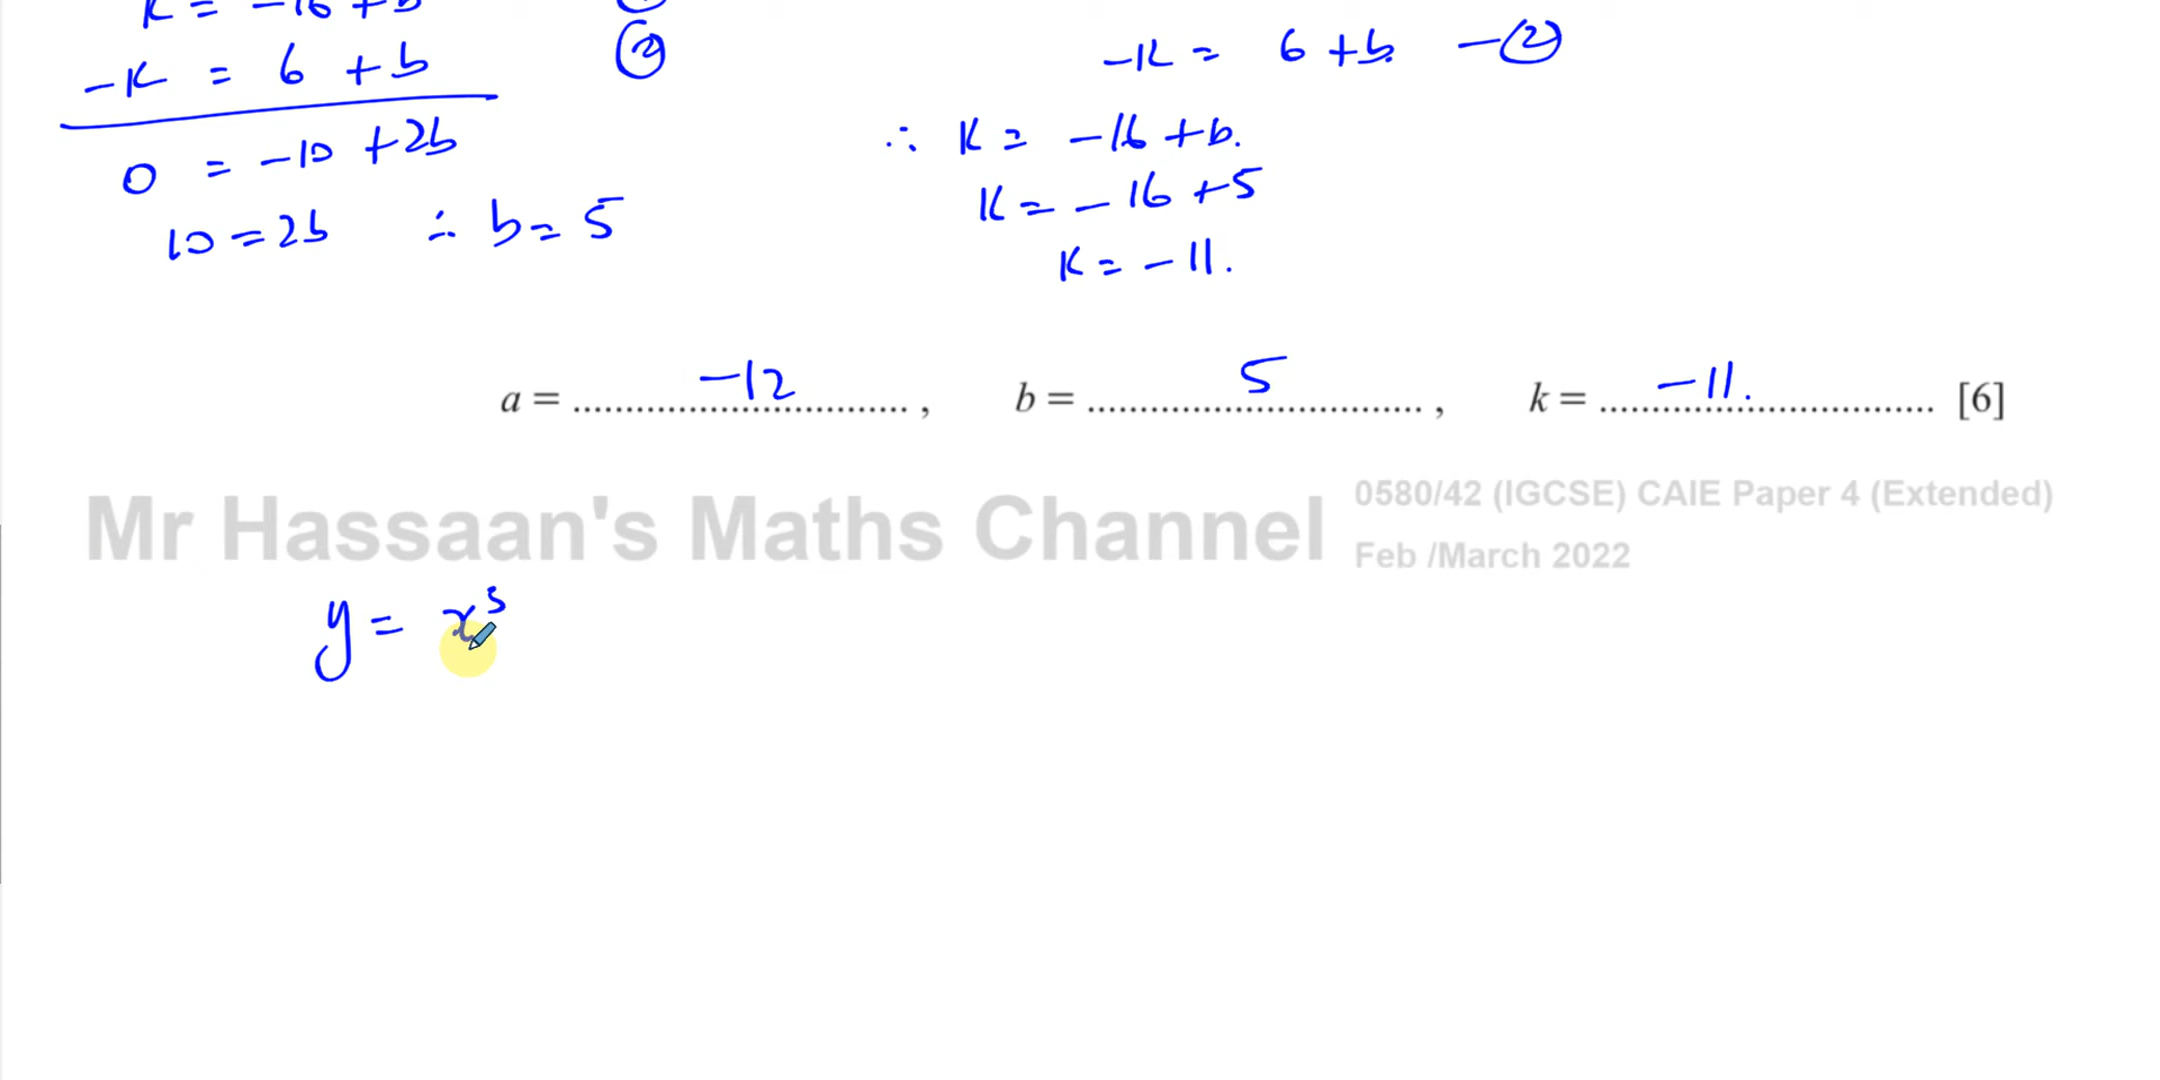 K = -16 + b
-K = 6 + b ②
0 = -10 + 2b
10 = 2b ∴ b = 5
-K = 6 + b. -②
∴ K = -16 + b.
K = -16 + 5
K = -11.
a = ................................ , b = ................................ , k = ................................ [6]
-12 5 -11.
Mr Hassaan's Maths Channel
0580/42 (IGCSE) CAIE Paper 4 (Extended)
Feb /March 2022
y = x³